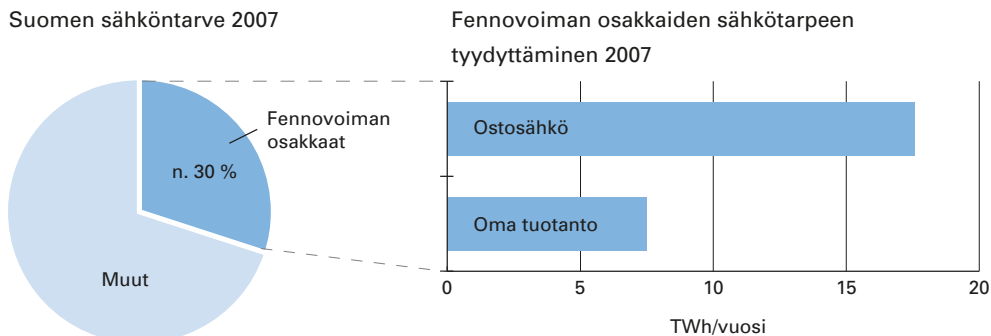 Suomen sähköntarve 2007
Fennovoiman
osakkaat
n. 30 %
Muut
Fennovoiman osakkaiden sähkötarpeen
tyydyttäminen 2007
Ostosähkö
Oma tuotanto
0 5 10 15 20
TWh/vuosi